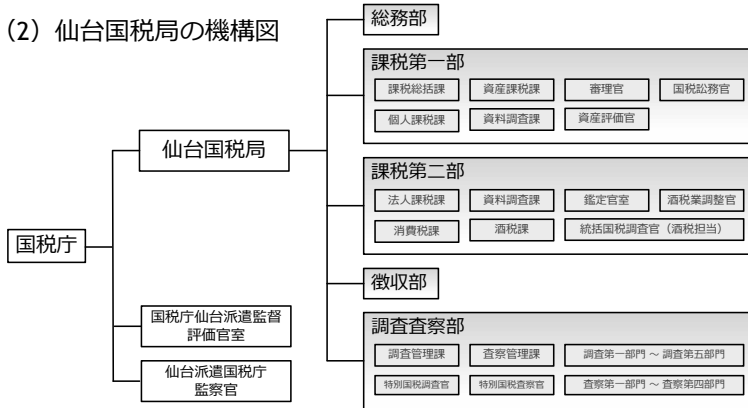 (2) 仙台国税局の機構図
総務部
課税第一部
課税総括課 資産課税課 審理官 国税訟務官
個人課税課 資料調査課 資産評価官
仙台国税局
課税第二部
法人課税課 資料調査課 鑑定官室 酒税業調整官
消費税課 酒税課 統括国税調査官(酒税担当)
国税庁
徴収部
国税庁仙台派遣監督
評価官室
調査査察部
調査管理課 査察管理課 調査第一部門 ~ 調査第五部門
特別国税調査官 特別国税査察官 査察第一部門 ~ 査察第四部門
仙台派遣国税庁
監察官